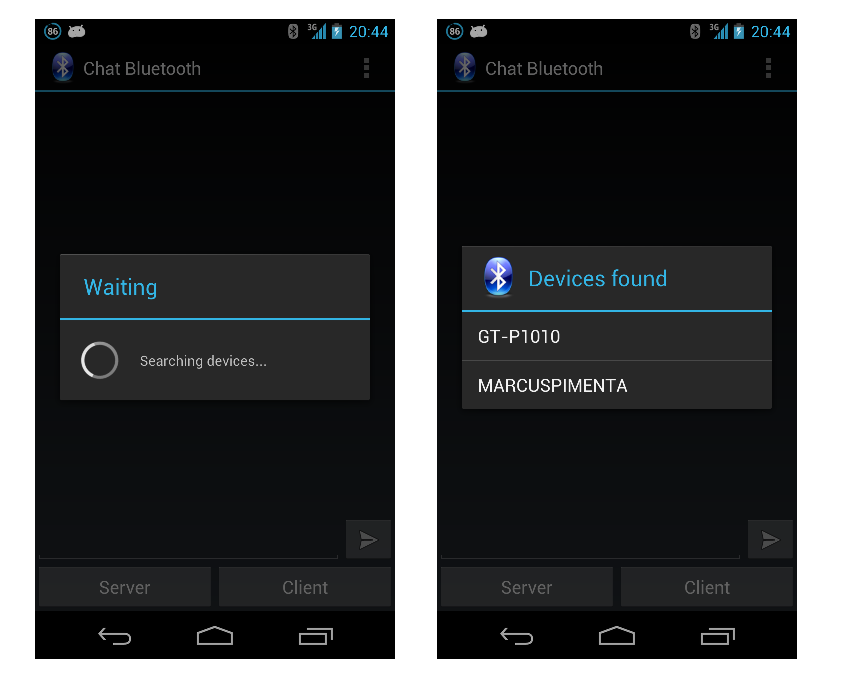 86 3G 20:44
Chat Bluetooth
Waiting
Searching devices...
Server Client
86 3G 20:44
Chat Bluetooth
Devices found
GT-P1010
MARCUSPIMENTA
Server Client